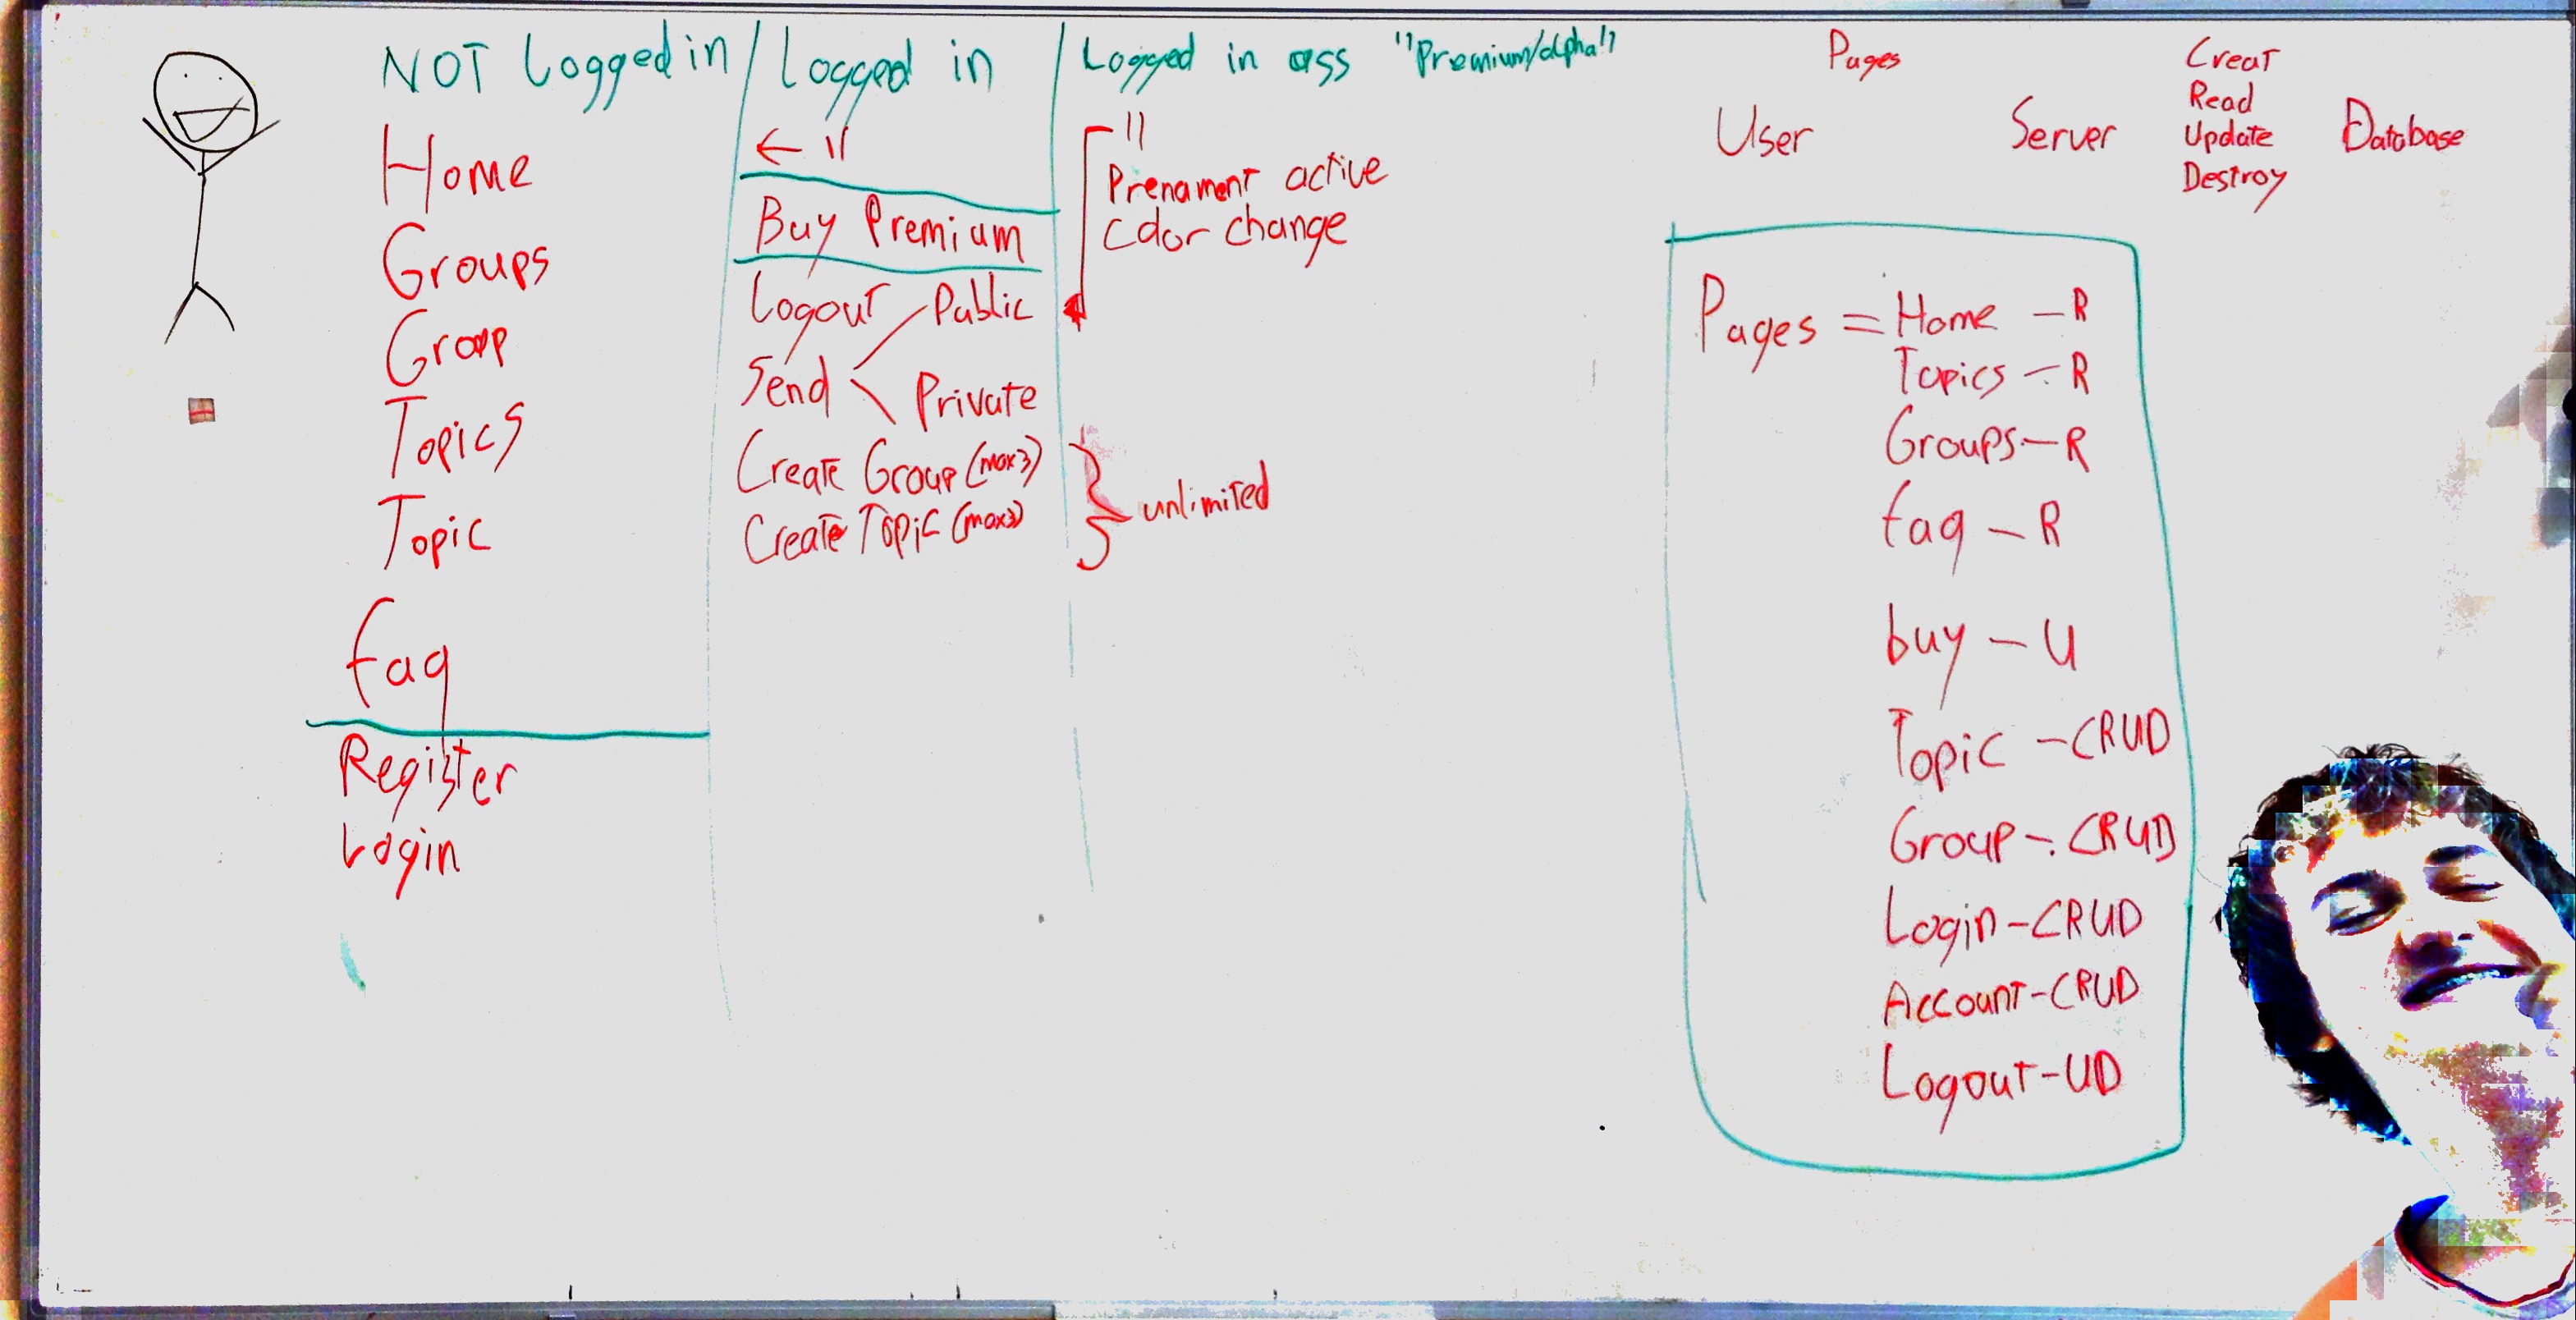 NOT Logged in / Logged in / Logged in ass "Premium/alpha"
Home
Groups
Group
Topics
Topic
faq
Register
Login
← 11
Buy Premium
Logout
Send < Public
Private
Create Group (max3)
Create Topic (max3)
11
Prenament active
Color change
} unlimited
Pages
User
Server
Creat
Read
Update
Destroy
Database
Pages = Home - R
Topics - R
Groups - R
faq - R
buy - U
Topic - CRUD
Group - CRUD
Login - CRUD
Account - CRUD
Logout - UD